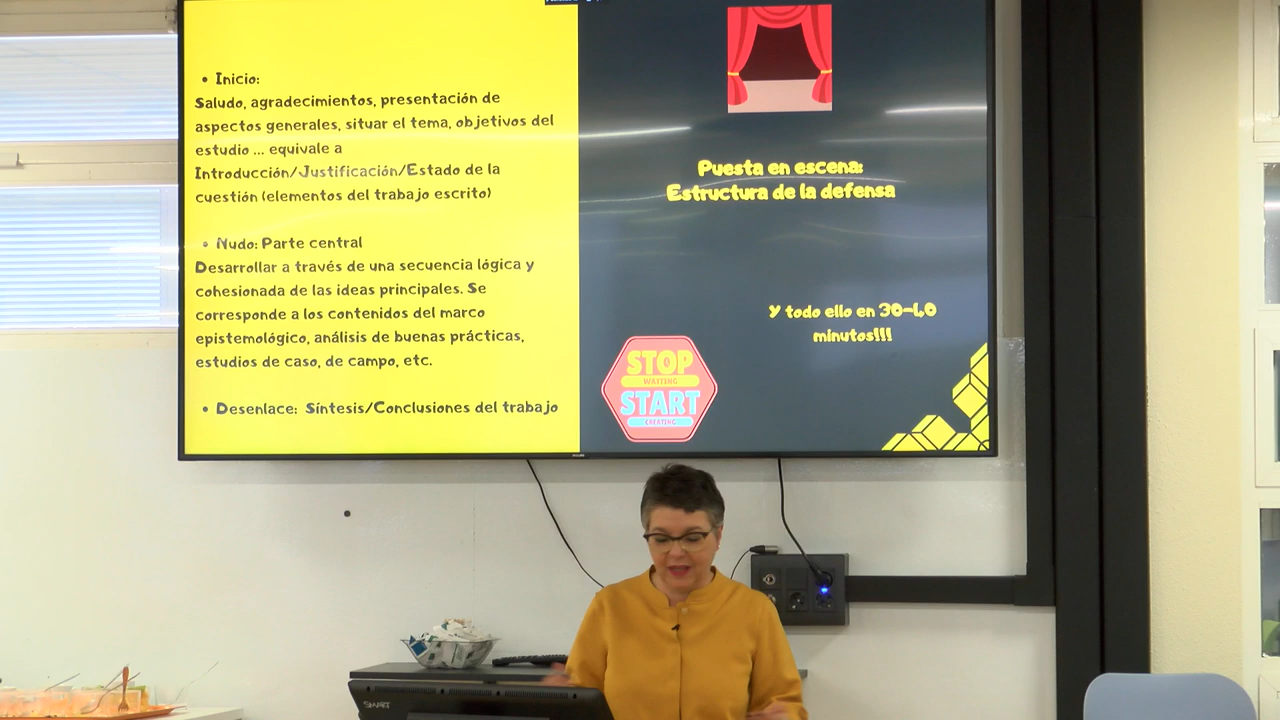 • Inicio:
Saludo, agradecimientos, presentación de
aspectos generales, situar el tema, objetivos del
estudio ... equivale a
Introducción/Justificación/Estado de la
cuestión (elementos del trabajo escrito)
• Nudo: Parte central
Desarrollar a través de una secuencia lógica y
cohesionada de las ideas principales. Se
corresponde a los contenidos del marco
epistemológico, análisis de buenas prácticas,
estudios de caso, de campo, etc.
• Desenlace: Síntesis/Conclusiones del trabajo
Puesta en escena:
Estructura de la defensa
Y todo ello en 30-40
minutos!!!
STOP
WAITING
START
CREATING
SMART